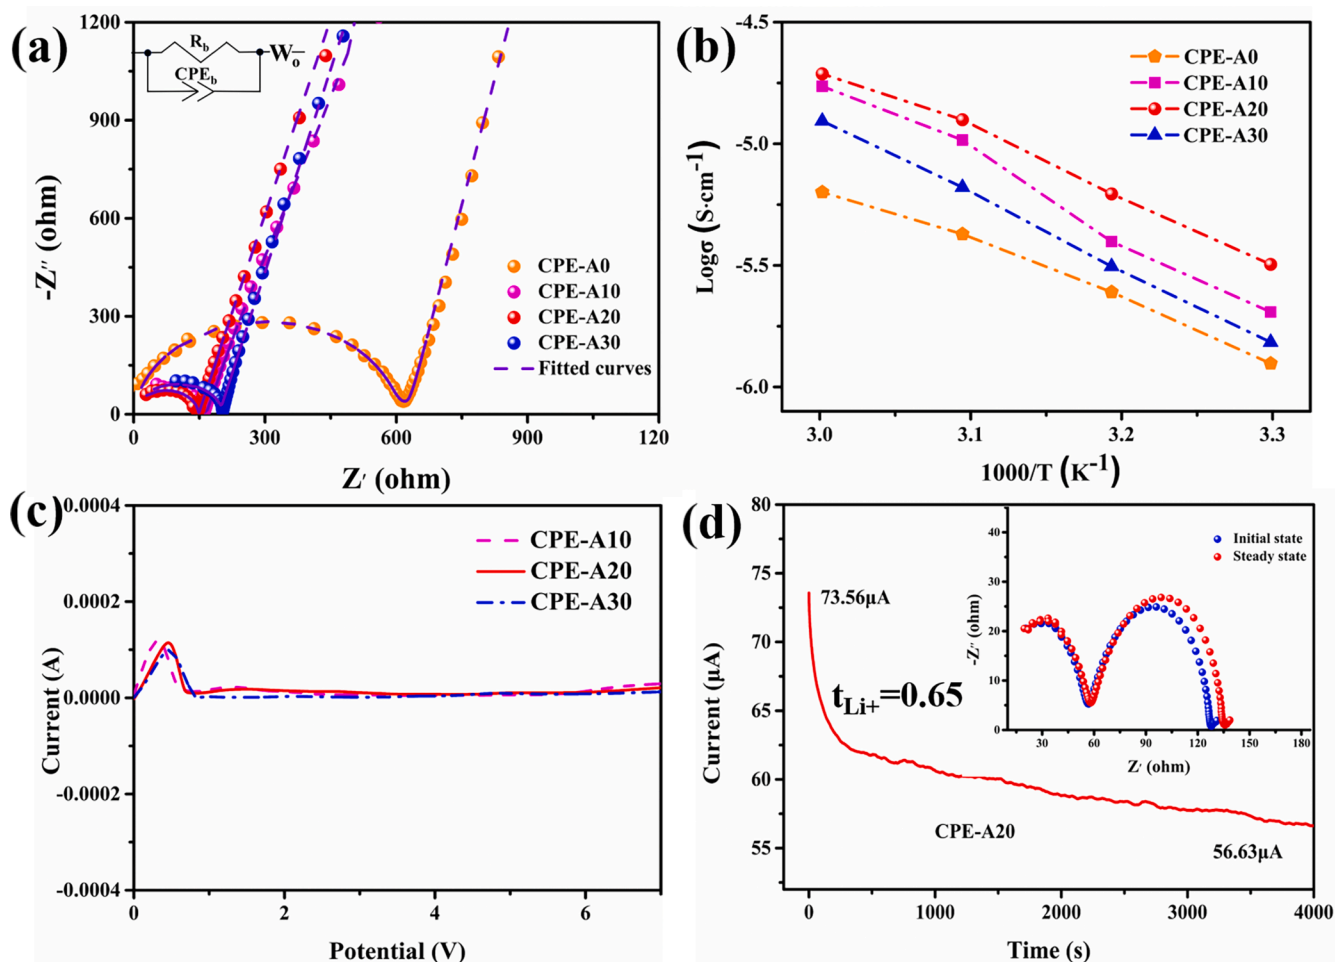 (a)
1200
900
600
300
0
-Z″ (ohm)
R_b
CPE_b
W_o
CPE-A0
CPE-A10
CPE-A20
CPE-A30
Fitted curves
0 300 600 900 120
Z′ (ohm)
(b)
-4.5
-5.0
-5.5
-6.0
Logσ (S·cm⁻¹)
CPE-A0
CPE-A10
CPE-A20
CPE-A30
3.0 3.1 3.2 3.3
1000/T (K⁻¹)
(c)
0.0004
0.0002
0.0000
-0.0002
-0.0004
Current (A)
CPE-A10
CPE-A20
CPE-A30
0 2 4 6
Potential (V)
(d)
80
75
70
65
60
55
Current (μA)
73.56μA
t_Li+=0.65
CPE-A20
56.63μA
40
30
20
10
0
-Z″ (ohm)
Initial state
Steady state
30 60 90 120 150 180
Z′ (ohm)
0 1000 2000 3000 4000
Time (s)